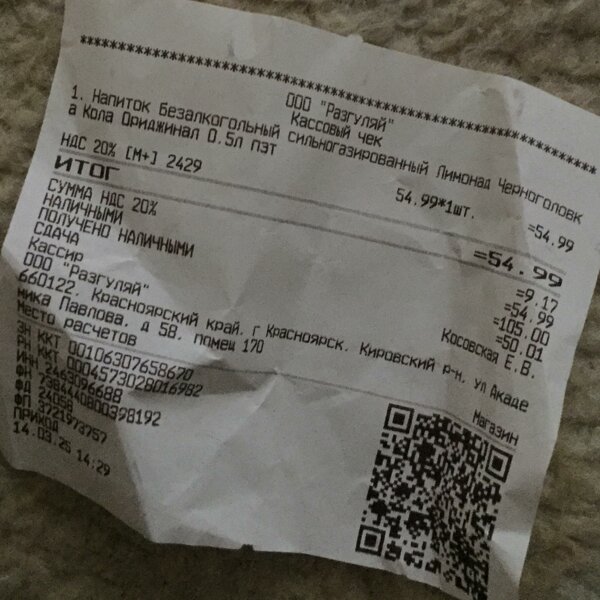 ****************************************
ООО "Разгуляй"
Кассовый чек
1. Напиток Безалкогольный сильногазированный Лимонад Черноголовк
а Кола Ориджинал 0.5л ПЭТ
54.99*1шт.
НДС 20% [М+] 2429 =54.99
ИТОГ =54.99
СУММА НДС 20% =9.17
НАЛИЧНЫМИ =54.99
ПОЛУЧЕНО НАЛИЧНЫМИ =105.00
СДАЧА =50.01
Кассир Косовская Е.В.
ООО "Разгуляй"
660122, Красноярский край, г Красноярск, Кировский р-н, ул Акаде
мика Павлова, д 58, помещ 170
Место расчетов Магазин
ЗН ККТ 00106307658670
РН ККТ 0004573028016982
ИНН 2463096688
ФН 7384440800398192
ФД 24056
ФП 3721973757
ПРИХОД
14.03.25 14:29